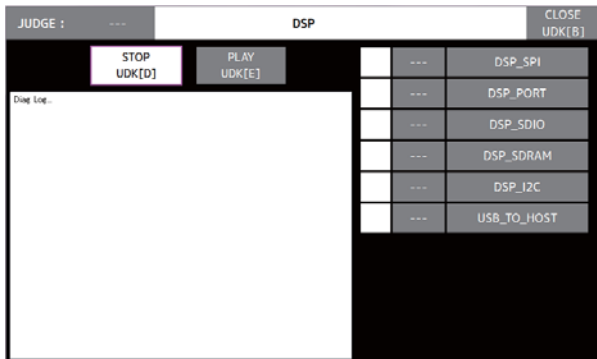 JUDGE : --- DSP CLOSE
UDK[B]
STOP
UDK[D]
PLAY
UDK[E]
Diag Log...
--- DSP_SPI
--- DSP_PORT
--- DSP_SDIO
--- DSP_SDRAM
--- DSP_I2C
--- USB_TO_HOST